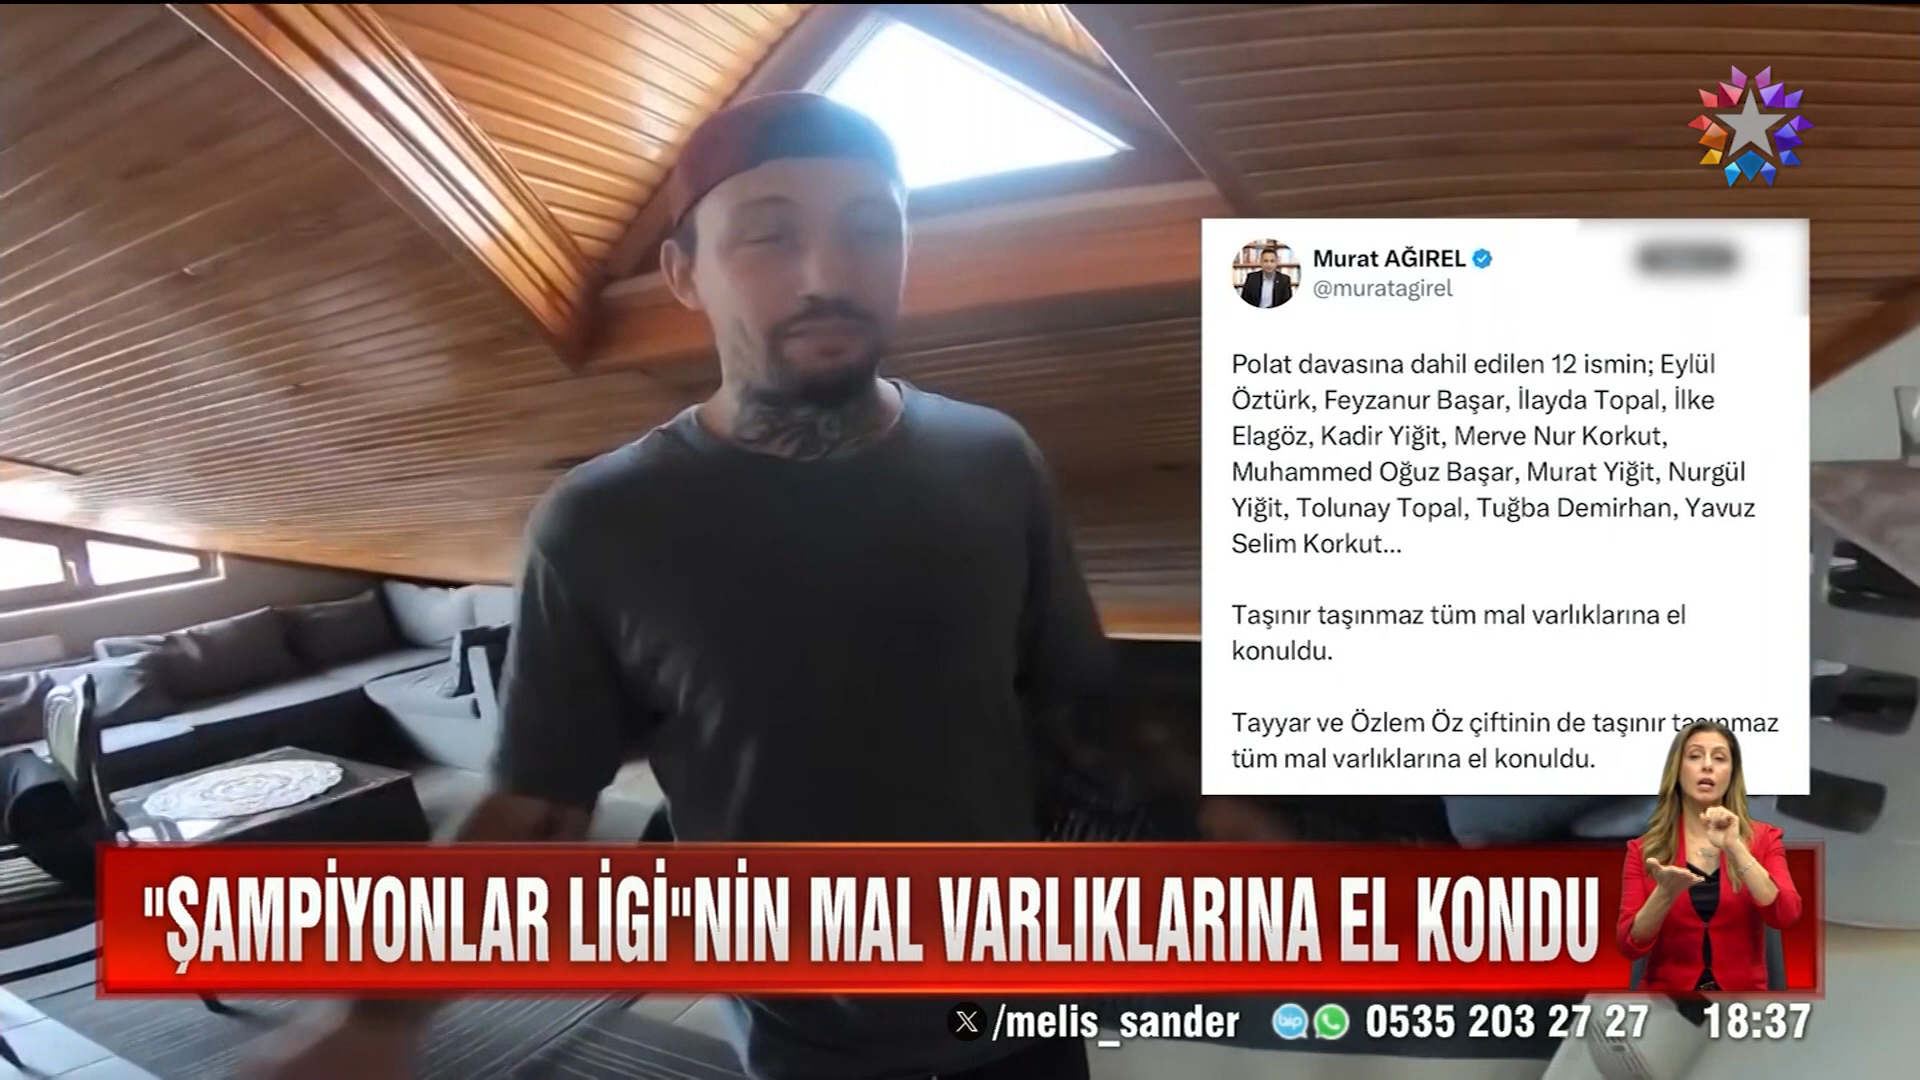 Murat AĞIREL
@muratagirel
Polat davasına dahil edilen 12 ismin; Eylül
Öztürk, Feyzanur Başar, İlayda Topal, İlke
Elagöz, Kadir Yiğit, Merve Nur Korkut,
Muhammed Oğuz Başar, Murat Yiğit, Nurgül
Yiğit, Tolunay Topal, Tuğba Demirhan, Yavuz
Selim Korkut...
Taşınır taşınmaz tüm mal varlıklarına el
konuldu.
Tayyar ve Özlem Öz çiftinin de taşınır taşınmaz
tüm mal varlıklarına el konuldu.
"ŞAMPİYONLAR LİGİ"NİN MAL VARLIKLARINA EL KONDU
X /melis_sander bip 0535 203 27 27 18:37